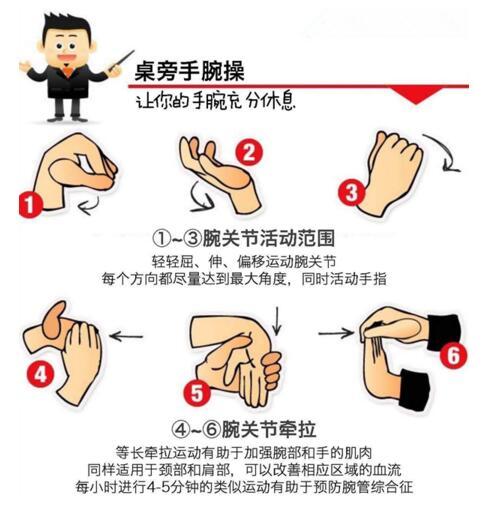 桌旁手腕操
让你的手腕充分休息
1
2
3
①~③腕关节活动范围
轻轻屈、伸、偏移运动腕关节
每个方向都尽量达到最大角度，同时活动手指
4
5
6
④~⑥腕关节牵拉
等长牵拉运动有助于加强腕部和手的肌肉
同样适用于颈部和肩部，可以改善相应区域的血流
每小时进行4-5分钟的类似运动有助于预防腕管综合征